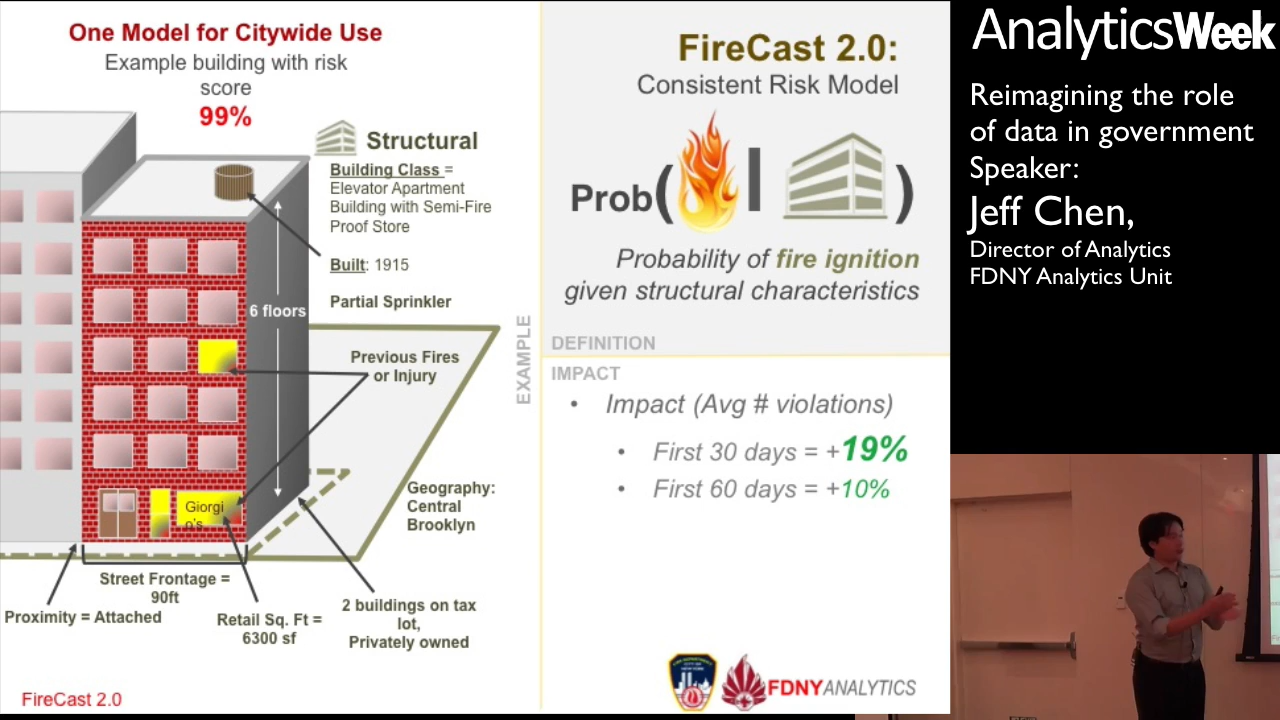 One Model for Citywide Use
Example building with risk
score
99%
Structural
Building Class =
Elevator Apartment
Building with Semi-Fire
Proof Store
Built: 1915
Partial Sprinkler
6 floors
Previous Fires
or Injury
Giorgi
o's
Geography:
Central
Brooklyn
Street Frontage =
90ft
Proximity = Attached
Retail Sq. Ft =
6300 sf
2 buildings on tax
lot,
Privately owned
FireCast 2.0
EXAMPLE
FireCast 2.0:
Consistent Risk Model
Prob( | )
Probability of fire ignition
given structural characteristics
DEFINITION
IMPACT
• Impact (Avg # violations)
• First 30 days = +19%
• First 60 days = +10%
FDNYANALYTICS
AnalyticsWeek
Reimagining the role
of data in government
Speaker:
Jeff Chen,
Director of Analytics
FDNY Analytics Unit